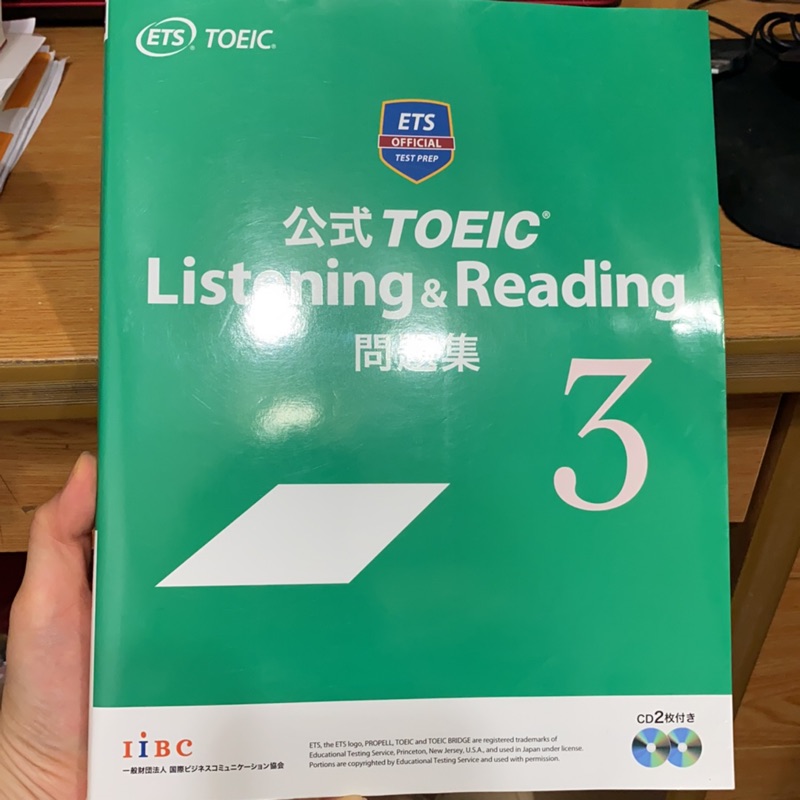 ETS® TOEIC®
ETS
OFFICIAL
TEST PREP
公式 TOEIC®
Listening & Reading
問題集
3
IIBC
一般財団法人 国際ビジネスコミュニケーション協会
ETS, the ETS logo, PROPELL, TOEIC and TOEIC BRIDGE are registered trademarks of
Educational Testing Service, Princeton, New Jersey, U.S.A., and used in Japan under license.
Portions are copyrighted by Educational Testing Service and used with permission.
CD2枚付き